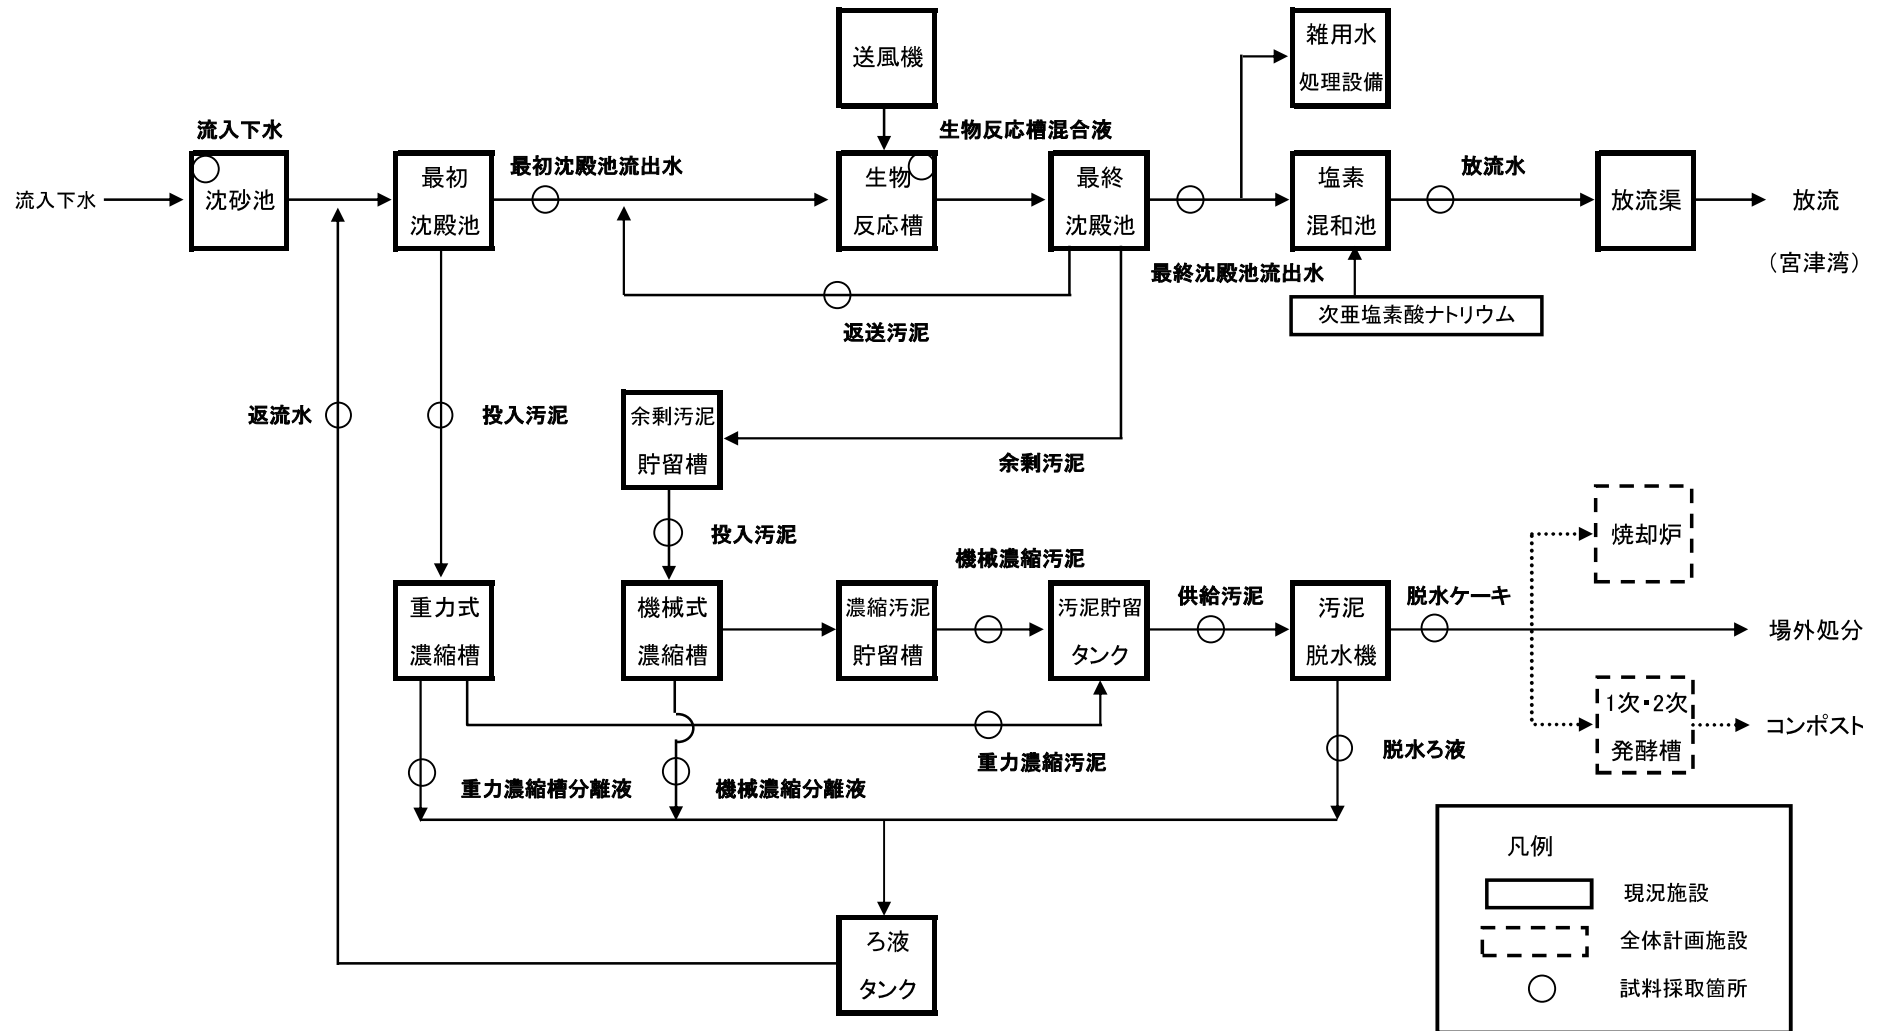 送風機
雑用水
処理設備
流入下水
生物反応槽混合液
流入下水
沈砂池
最初
沈殿池
最初沈殿池流出水
生物
反応槽
最終
沈殿池
塩素
混和池
放流水
放流渠
放流
(宮津湾)
最終沈殿池流出水
次亜塩素酸ナトリウム
返送汚泥
返流水
投入汚泥
余剰汚泥
貯留槽
余剰汚泥
投入汚泥
機械濃縮汚泥
焼却炉
重力式
濃縮槽
機械式
濃縮槽
濃縮汚泥
貯留槽
汚泥貯留
タンク
供給汚泥
汚泥
脱水機
脱水ケーキ
場外処分
1次・2次
発酵槽
コンポスト
重力濃縮汚泥
脱水ろ液
重力濃縮槽分離液
機械濃縮分離液
ろ液
タンク
凡例
現況施設
全体計画施設
試料採取箇所